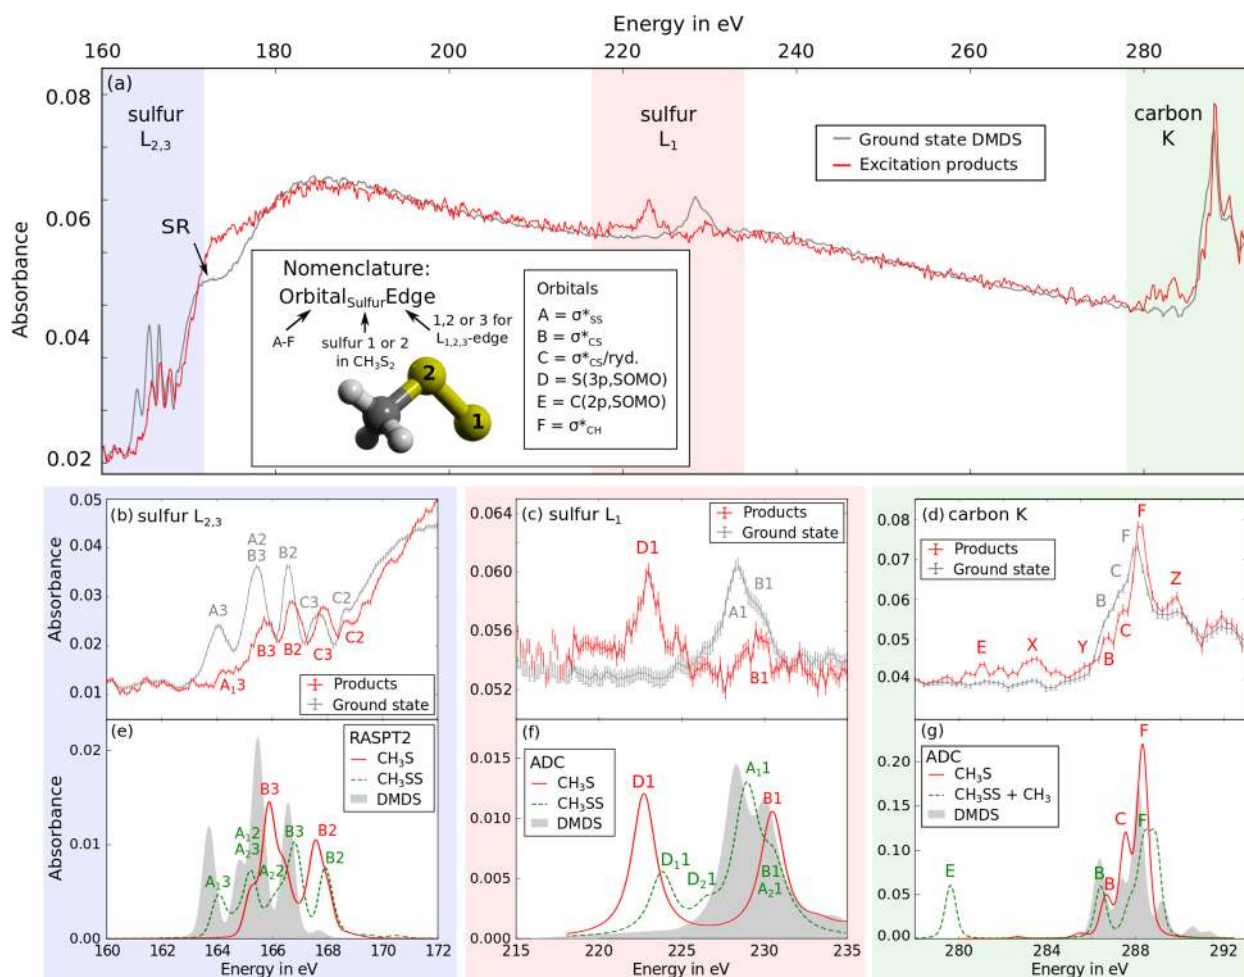 Energy in eV
160 180 200 220 240 260 280
(a)
0.08
0.06
0.04
0.02
Absorbance
sulfur
L2,3
sulfur
L1
carbon
K
Ground state DMDS
Excitation products
SR
Nomenclature:
OrbitalSulfurEdge
A-F
sulfur 1 or 2
in CH3S2
1,2 or 3 for
L1,2,3-edge
2
1
Orbitals
A = σ*SS
B = σ*CS
C = σ*CS/ryd.
D = S(3p,SOMO)
E = C(2p,SOMO)
F = σ*CH
(b) sulfur L2,3
0.05
0.04
0.03
0.02
0.01
Absorbance
A3
A2
B3
B2
C3
C2
A13
B3
B2
C3
C2
Products
Ground state
(c) sulfur L1
0.064
0.060
0.056
0.052
Products
Ground state
D1
A1
B1
B1
(d) carbon K
0.08
0.07
0.06
0.05
0.04
Products
Ground state
F
F
C
B
Z
E
X
Y
B
C
(e)
0.02
0.01
0.00
Absorbance
RASPT2
CH3S
CH3SS
DMDS
A13
A12
A23
B3
A22
B3
B2
B2
160 162 164 166 168 170 172
Energy in eV
(f)
0.015
0.010
0.005
0.000
ADC
CH3S
CH3SS
DMDS
D1
D11
D21
A11
B1
B1
A21
215 220 225 230 235
Energy in eV
(g)
0.20
0.15
0.10
0.05
0.00
ADC
CH3S
CH3SS + CH3
DMDS
E
B
B
C
F
F
280 284 288 292
Energy in eV